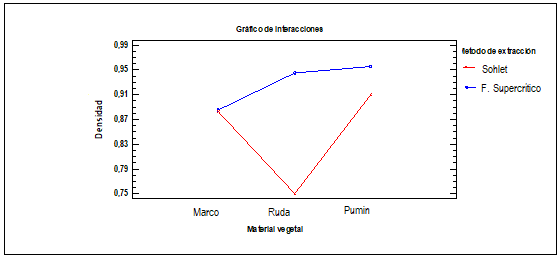 Gráfico de Interacciones
0,99
0,95
0,91
0,87
0,83
0,79
0,75
Densidad
Marco
Ruda
Pumin
Material vegetal
Metodo de extracción
Sohlet
F. Supercrítico